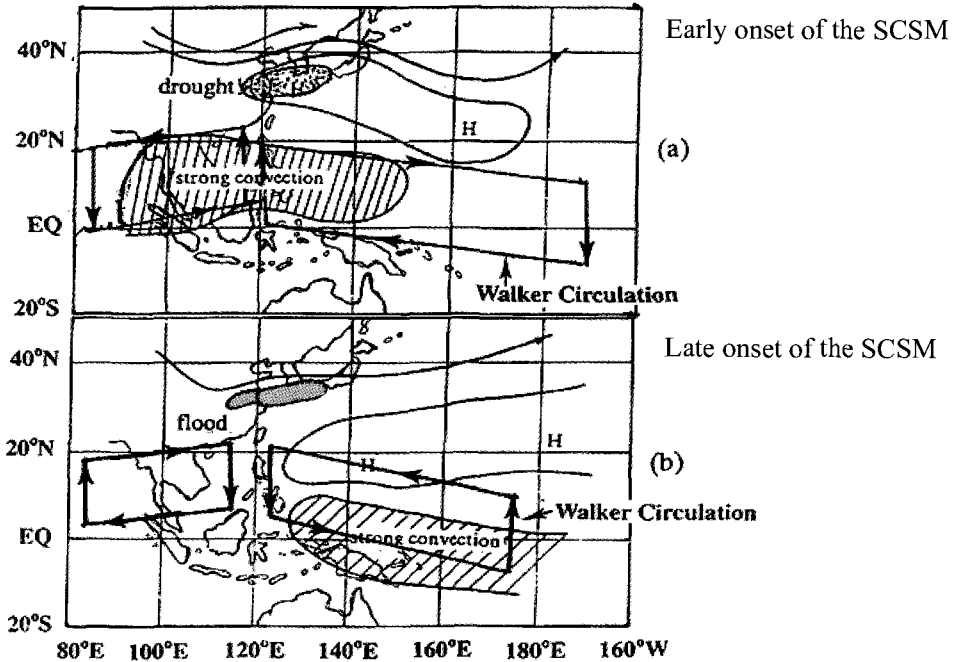 Early onset of the SCSM
40°N
drought
H
20°N
(a)
strong convection
EQ
Walker Circulation
20°S
Late onset of the SCSM
40°N
flood
20°N
H
H
(b)
Walker Circulation
EQ
strong convection
20°S
80°E 100°E 120°E 140°E 160°E 180°E 160°W